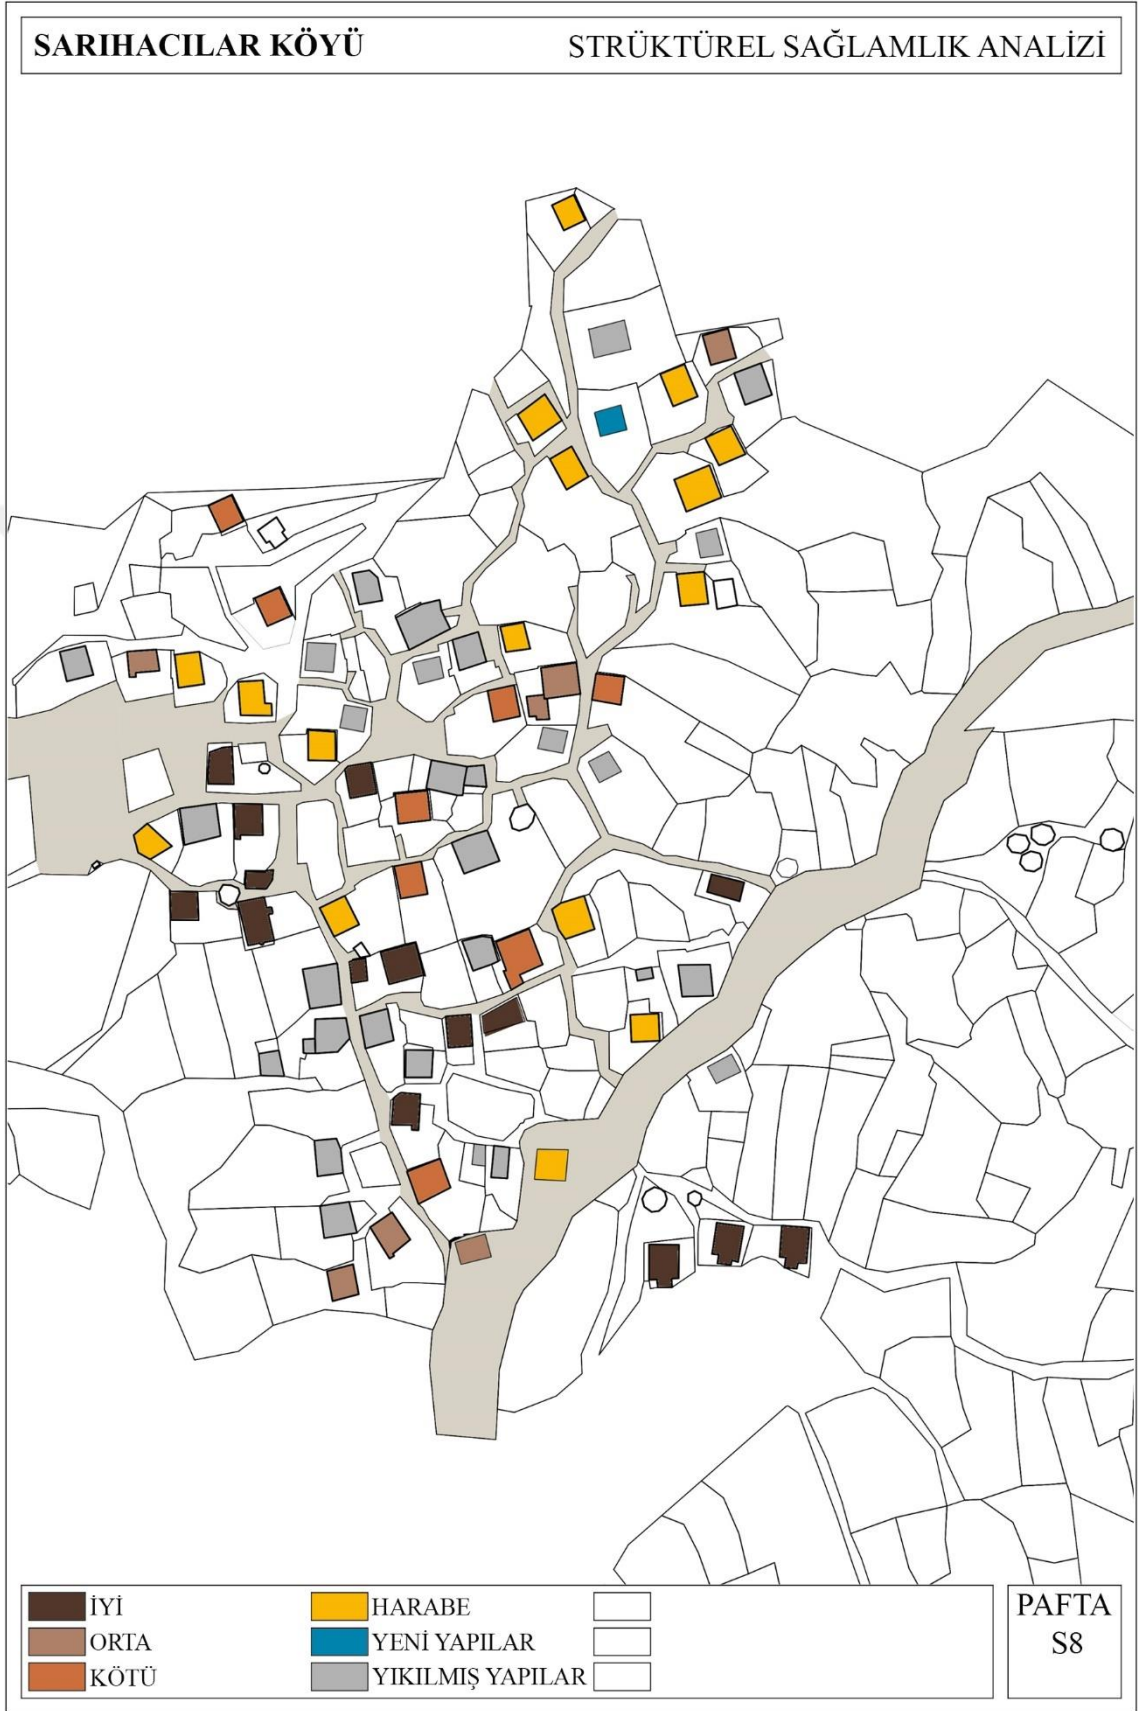 SARIHACILAR KÖYÜ STRÜKTÜREL SAĞLAMLIK ANALİZİ
İYİ
ORTA
KÖTÜ
HARABE
YENİ YAPILAR
YIKILMIŞ YAPILAR
PAFTA
S8